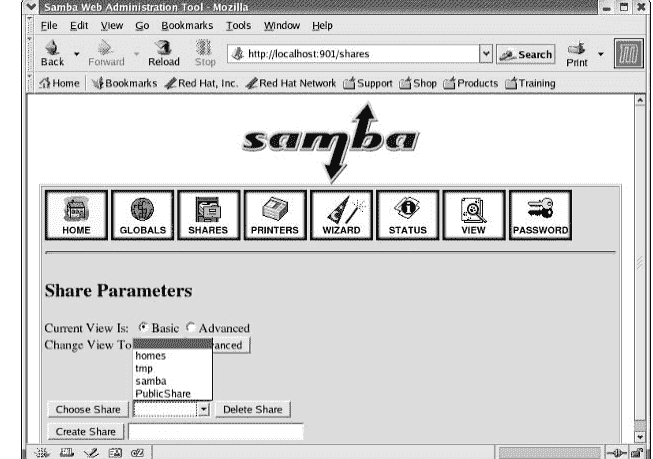 Samba Web Administration Tool - Mozilla
File Edit View Go Bookmarks Tools Window Help
Back Forward Reload Stop http://localhost:901/shares Search Print
Home Bookmarks Red Hat, Inc. Red Hat Network Support Shop Products Training
samba
HOME GLOBALS SHARES PRINTERS WIZARD STATUS VIEW PASSWORD
Share Parameters
Current View Is: Basic Advanced
Change View To
homes
tmp
samba
PublicShare
Choose Share Delete Share
Create Share